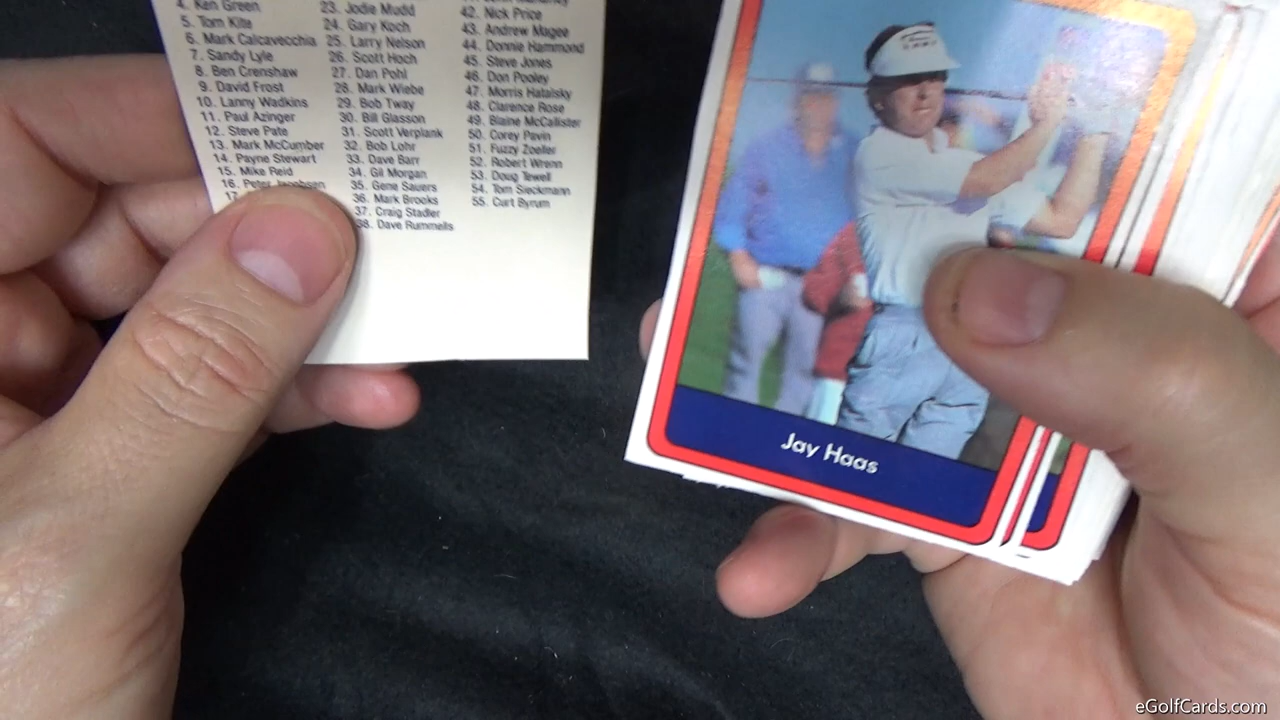 4. Ken Green
5. Tom Kite
6. Mark Calcavecchia
7. Sandy Lyle
8. Ben Crenshaw
9. David Frost
10. Lanny Wadkins
11. Paul Azinger
12. Steve Pate
13. Mark McCumber
14. Payne Stewart
15. Mike Reid
16. Peter Jacobsen
17.
23. Jodie Mudd
24. Gary Koch
25. Larry Nelson
26. Scott Hoch
27. Dan Pohl
28. Mark Wiebe
29. Bob Tway
30. Bill Glasson
31. Scott Verplank
32. Bob Lohr
33. Dave Barr
34. Gil Morgan
35. Gene Sauers
36. Mark Brooks
37. Craig Stadler
38. Dave Rummells
42. Nick Price
43. Andrew Magee
44. Donnie Hammond
45. Steve Jones
46. Don Pooley
47. Morris Hatalsky
48. Clarence Rose
49. Blaine McCallister
50. Corey Pavin
51. Fuzzy Zoeller
52. Robert Wrenn
53. Doug Tewell
54. Tom Sieckmann
55. Curt Byrum
Jay Haas
eGolfCards.com